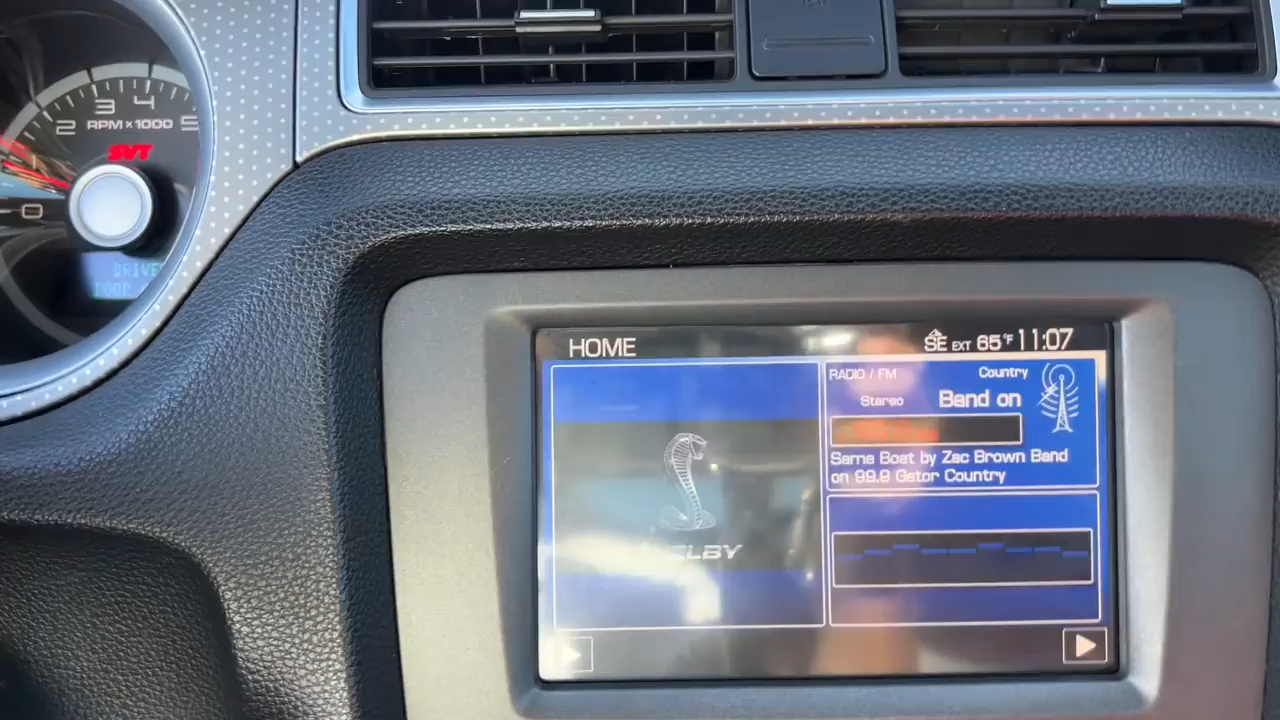 3 4
2 5
RPM×1000
SVT
0
DRIVE
HOME
SE EXT 65°F 11:07
RADIO / FM Country
Stereo Band on
Same Boat by Zac Brown Band
on 99.9 Gator Country